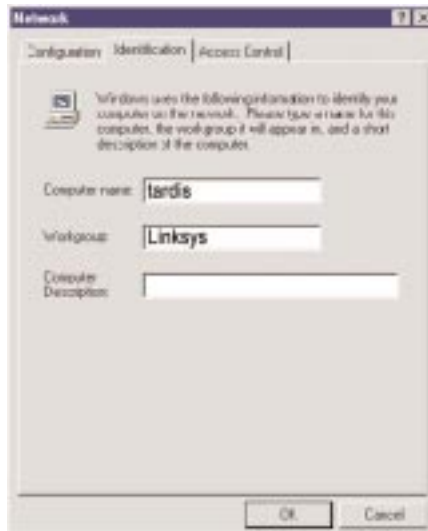 Network
Configuration Identification Access Control
Windows uses the following information to identify your
computer on the network. Please type a name for this
computer, the workgroup it will appear in, and a short
description of the computer.
Computer name: tardis
Workgroup: Linksys
Computer
Description:
OK Cancel